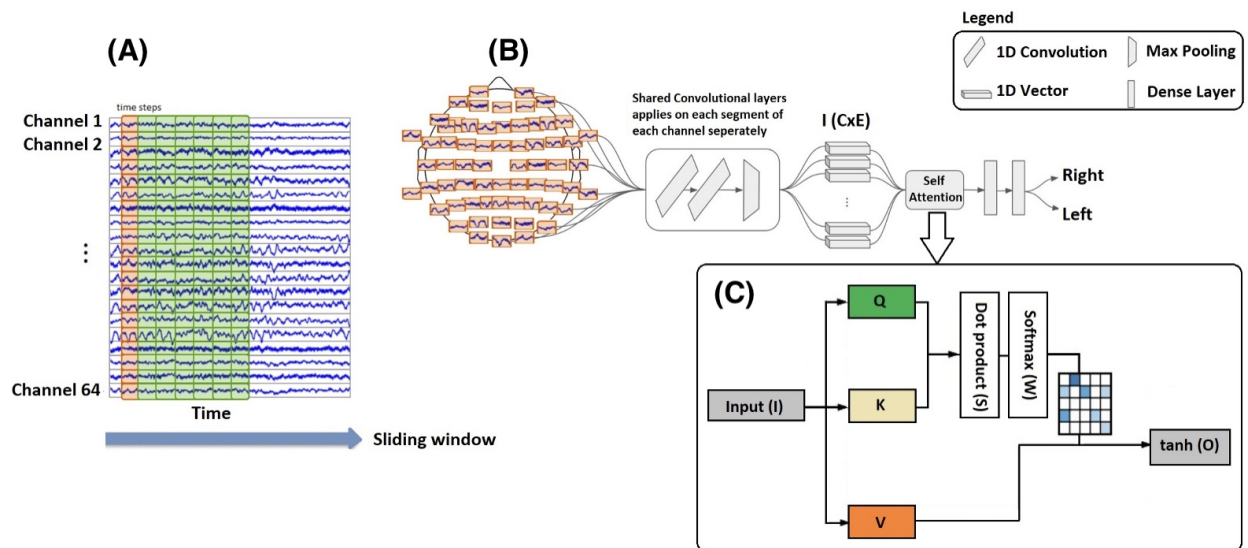 (A)
time steps
Channel 1
Channel 2
⋮
Channel 64
Time
Sliding window
(B)
Shared Convolutional layers
applies on each segment of
each channel seperately
I (CxE)
⋮
Self
Attention
Right
Left
Legend
1D Convolution
Max Pooling
1D Vector
Dense Layer
(C)
Input (I)
Q
K
V
Dot product (S)
Softmax (W)
tanh (O)